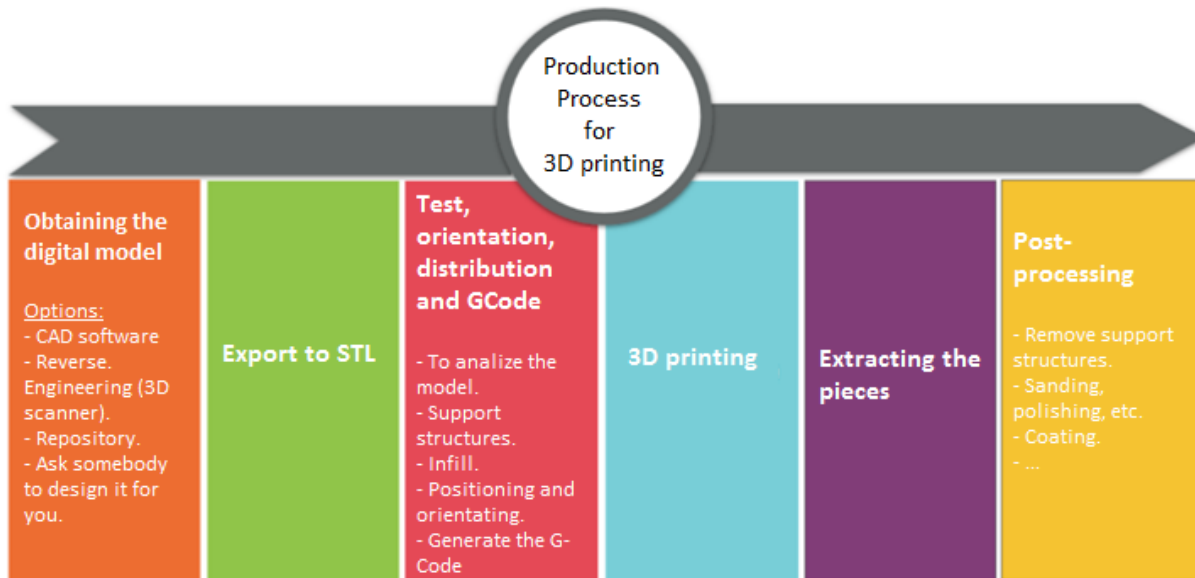 Production
Process
for
3D printing
Obtaining the
digital model
Options:
- CAD software
- Reverse.
Engineering (3D
scanner).
- Repository.
- Ask somebody
to design it for
you.
Export to STL
Test,
orientation,
distribution
and GCode
- To analize the
model.
- Support
structures.
- Infill.
- Positioning and
orientating.
- Generate the G-
Code
3D printing
Extracting the
pieces
Post-
processing
- Remove support
structures.
- Sanding,
polishing, etc.
- Coating.
- ...